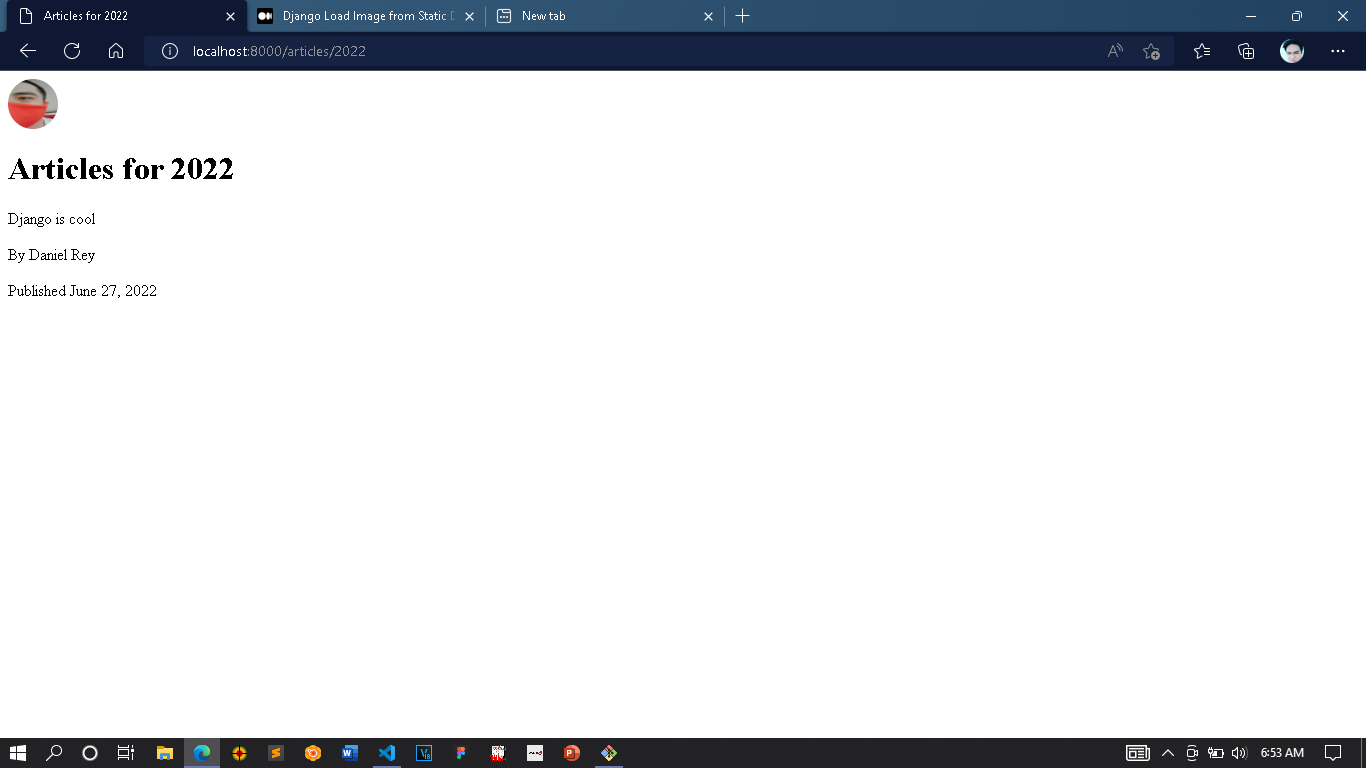 Articles for 2022
Django Load Image from Static D
New tab
localhost:8000/articles/2022
Articles for 2022
Django is cool
By Daniel Rey
Published June 27, 2022
6:53 AM